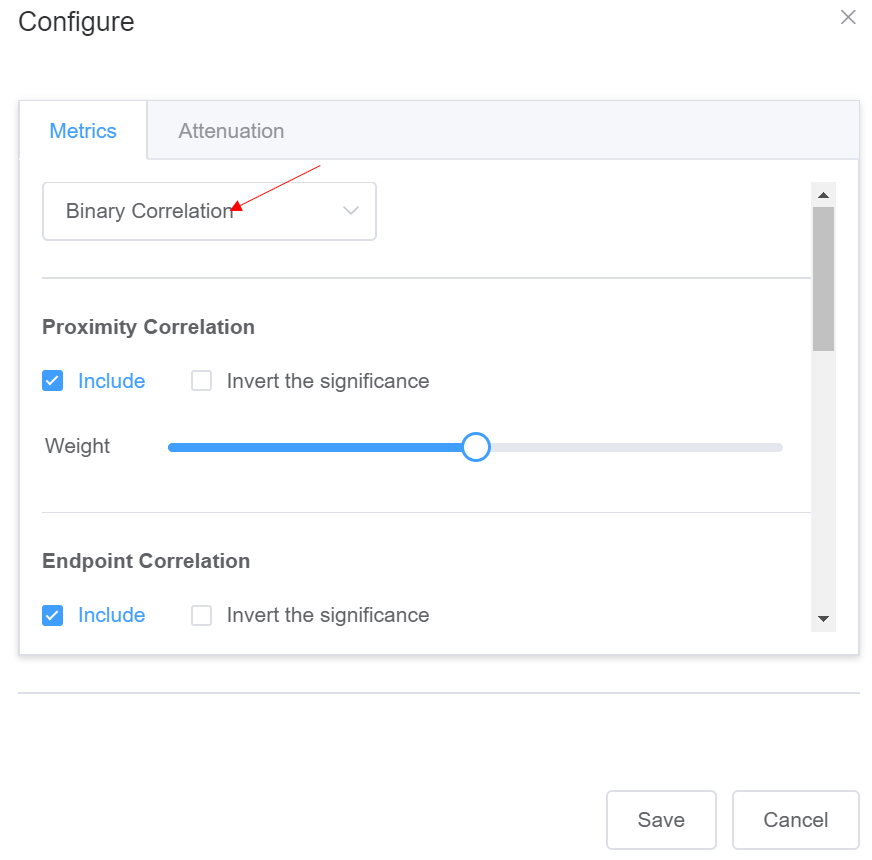 Configure
Metrics Attenuation
Binary Correlation
Proximity Correlation
Include Invert the significance
Weight
Endpoint Correlation
Include Invert the significance
Save Cancel